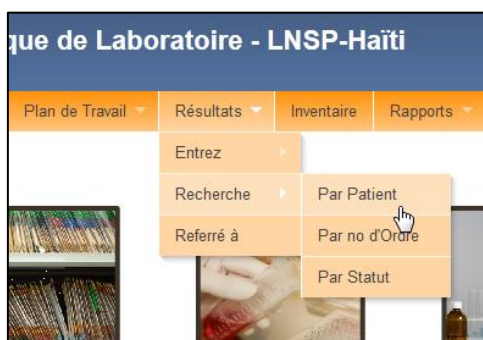 que de Laboratoire - LNSP-Haïti
Plan de Travail Résultats Inventaire Rapports
Entrez
Recherche Par Patient
Referré à Par no d'Ordre
Par Statut